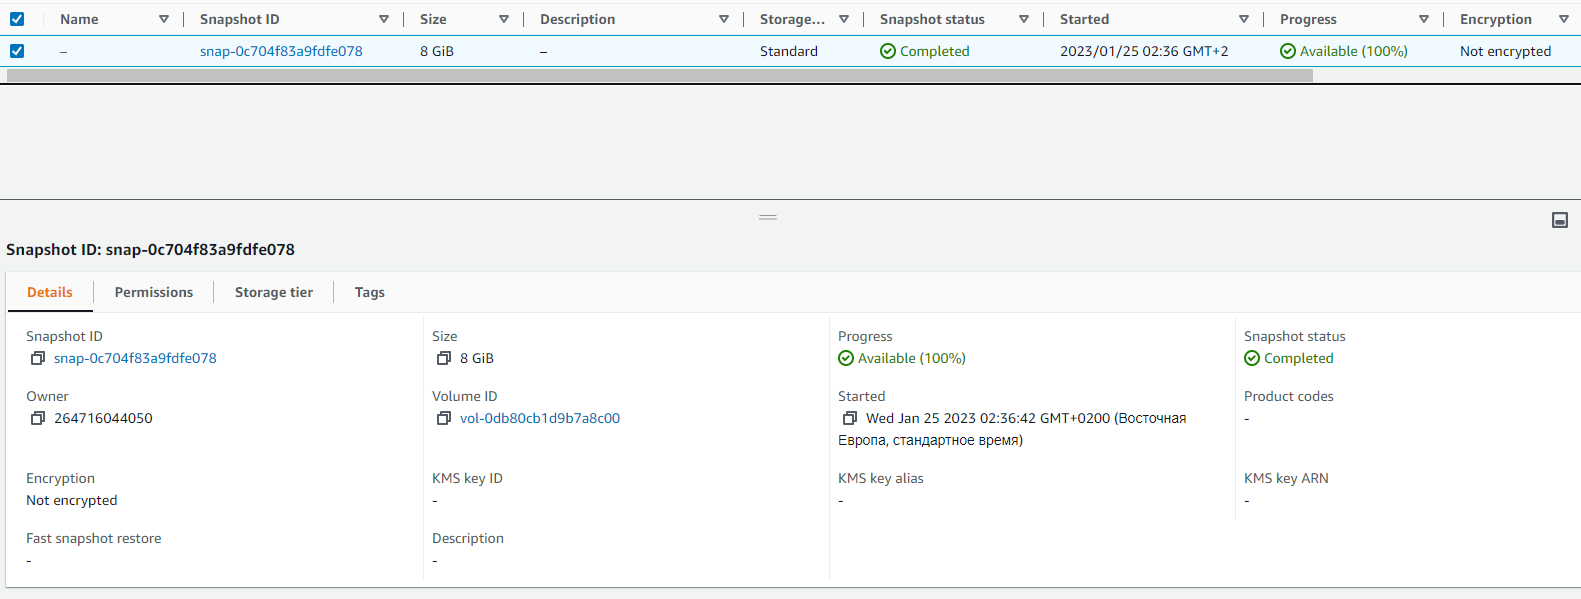 Name Snapshot ID Size Description Storage... Snapshot status Started Progress Encryption
– snap-0c704f83a9fdfe078 8 GiB – Standard Completed 2023/01/25 02:36 GMT+2 Available (100%) Not encrypted
Snapshot ID: snap-0c704f83a9fdfe078
Details Permissions Storage tier Tags
Snapshot ID Size Progress Snapshot status
snap-0c704f83a9fdfe078 8 GiB Available (100%) Completed
Owner Volume ID Started Product codes
264716044050 vol-0db80cb1d9b7a8c00 Wed Jan 25 2023 02:36:42 GMT+0200 (Восточная -
Европа, стандартное время)
Encryption KMS key ID KMS key alias KMS key ARN
Not encrypted - - -
Fast snapshot restore Description
- -